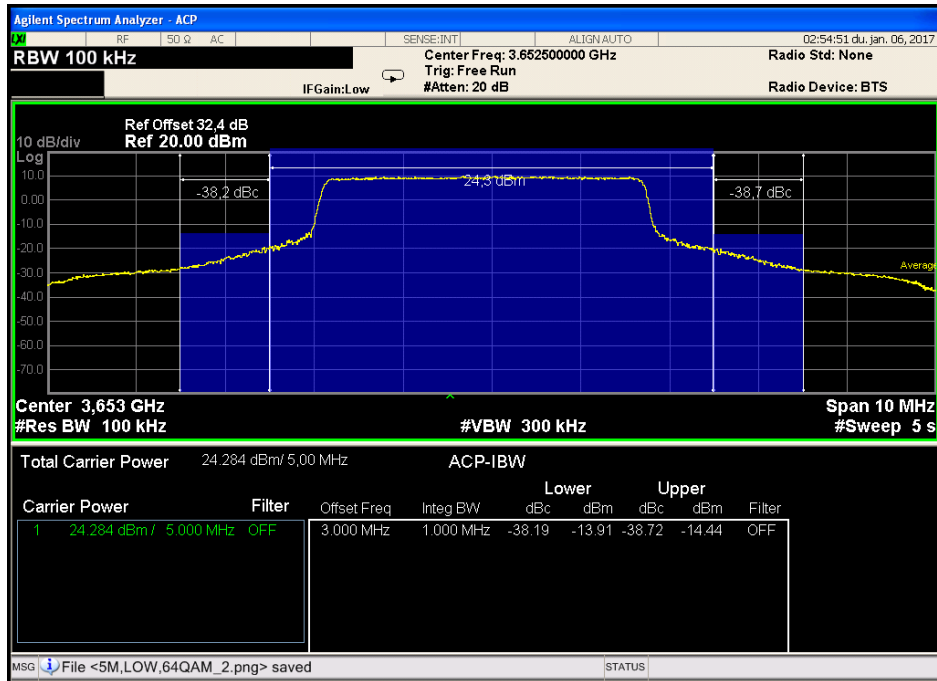 Agilent Spectrum Analyzer - ACP
LXI RF 50 Ω AC SENSE:INT ALIGN AUTO 02:54:51 du. jan. 06, 2017
RBW 100 kHz
Center Freq: 3.652500000 GHz Radio Std: None
Trig: Free Run
IFGain:Low #Atten: 20 dB Radio Device: BTS
Ref Offset 32,4 dB
10 dB/div Ref 20.00 dBm
Log
10.0
0.00
-10.0
-20.0
-30.0
-40.0
-50.0
-60.0
-70.0
-38,2 dBc 24,3 dBm -38,7 dBc
Average
Center 3,653 GHz Span 10 MHz
#Res BW 100 kHz #VBW 300 kHz #Sweep 5 s
Total Carrier Power 24.284 dBm/ 5,00 MHz ACP-IBW
Lower Upper
Carrier Power Filter Offset Freq Integ BW dBc dBm dBc dBm Filter
1 24.284 dBm / 5.000 MHz OFF 3.000 MHz 1.000 MHz -38.19 -13.91 -38.72 -14.44 OFF
MSG File <5M,LOW,64QAM_2.png> saved STATUS